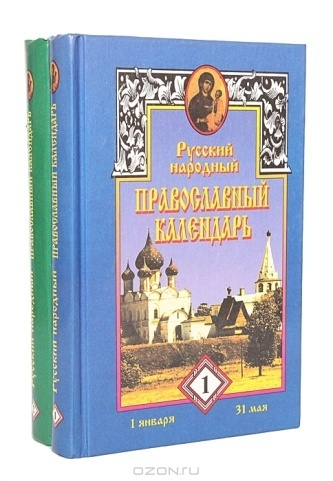 Русский
народный
ПРАВОСЛАВНЫЙ
КАЛЕНДАРЬ
1
1 января
31 мая
Русский народный ПРАВОСЛАВНЫЙ КАЛЕНДАРЬ
1
Русский народный ПРАВОСЛАВНЫЙ КАЛЕНДАРЬ
OZON.RU